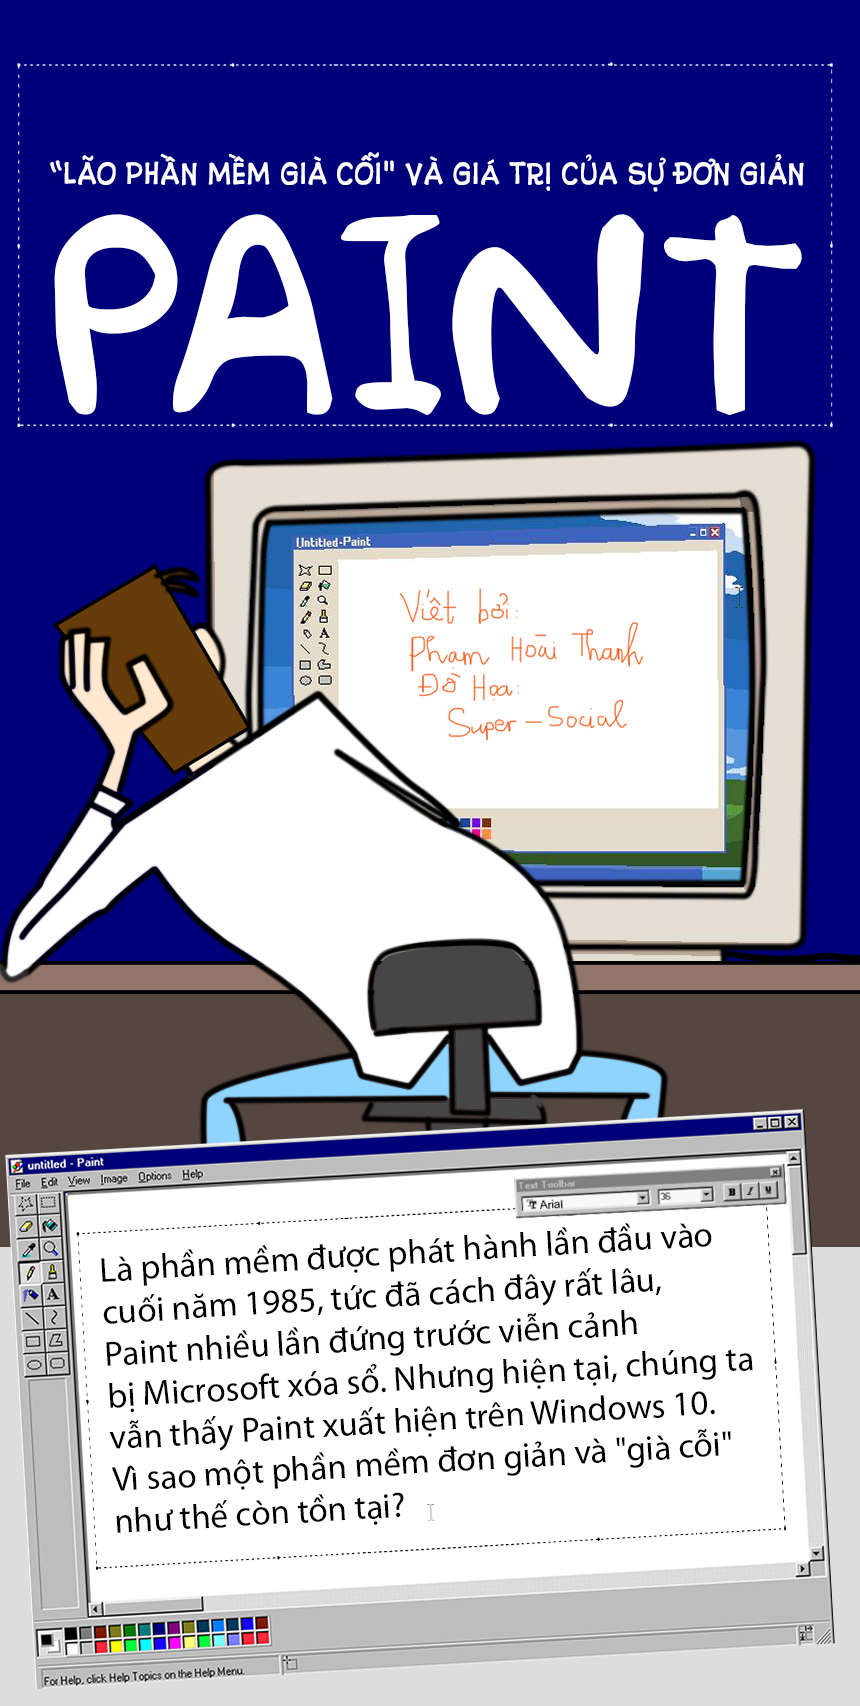 “LÃO PHẦN MỀM GIÀ CỖI" VÀ GIÁ TRỊ CỦA SỰ ĐƠN GIẢN
PAINT
Untitled-Paint
Viết bởi:
Phạm Hoài Thanh
Đồ Họa:
Super - Social
untitled - Paint
File Edit View Image Options Help
Text Toolbar
Arial 36 B I U
Là phần mềm được phát hành lần đầu vào
cuối năm 1985, tức đã cách đây rất lâu,
Paint nhiều lần đứng trước viễn cảnh
bị Microsoft xóa sổ. Nhưng hiện tại, chúng ta
vẫn thấy Paint xuất hiện trên Windows 10.
Vì sao một phần mềm đơn giản và "già cỗi"
như thế còn tồn tại?
For Help, click Help Topics on the Help Menu.